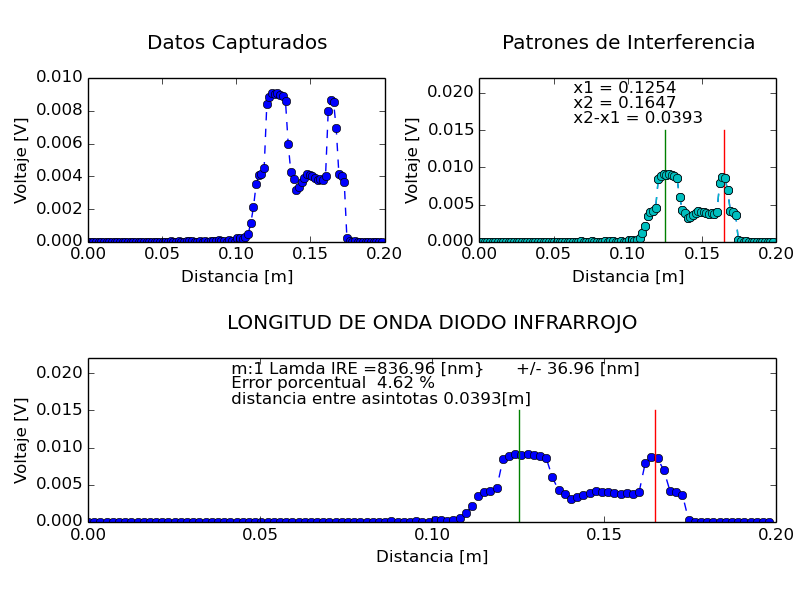 Datos Capturados
0.010
0.008
0.006
0.004
0.002
0.000
Voltaje [V]
0.00 0.05 0.10 0.15 0.20
Distancia [m]
Patrones de Interferencia
x1 = 0.1254
x2 = 0.1647
x2-x1 = 0.0393
0.020
0.015
0.010
0.005
0.000
Voltaje [V]
0.00 0.05 0.10 0.15 0.20
Distancia [m]
LONGITUD DE ONDA DIODO INFRARROJO
m:1 Lamda IRE =836.96 [nm} +/- 36.96 [nm]
Error porcentual 4.62 %
distancia entre asintotas 0.0393[m]
0.020
0.015
0.010
0.005
0.000
Voltaje [V]
0.00 0.05 0.10 0.15 0.20
Distancia [m]